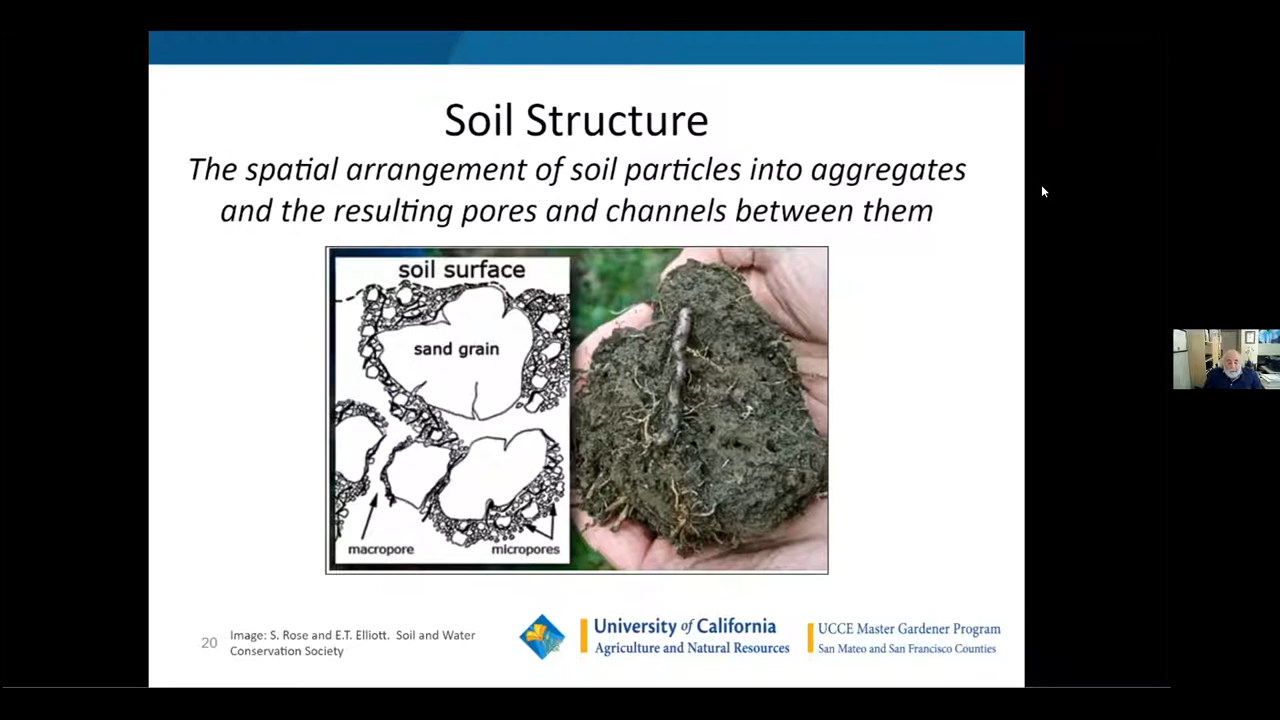 Soil Structure
The spatial arrangement of soil particles into aggregates
and the resulting pores and channels between them
soil surface
sand grain
macropore
micropores
20
Image: S. Rose and E.T. Elliott. Soil and Water
Conservation Society
University of California
Agriculture and Natural Resources
UCCE Master Gardener Program
San Mateo and San Francisco Counties